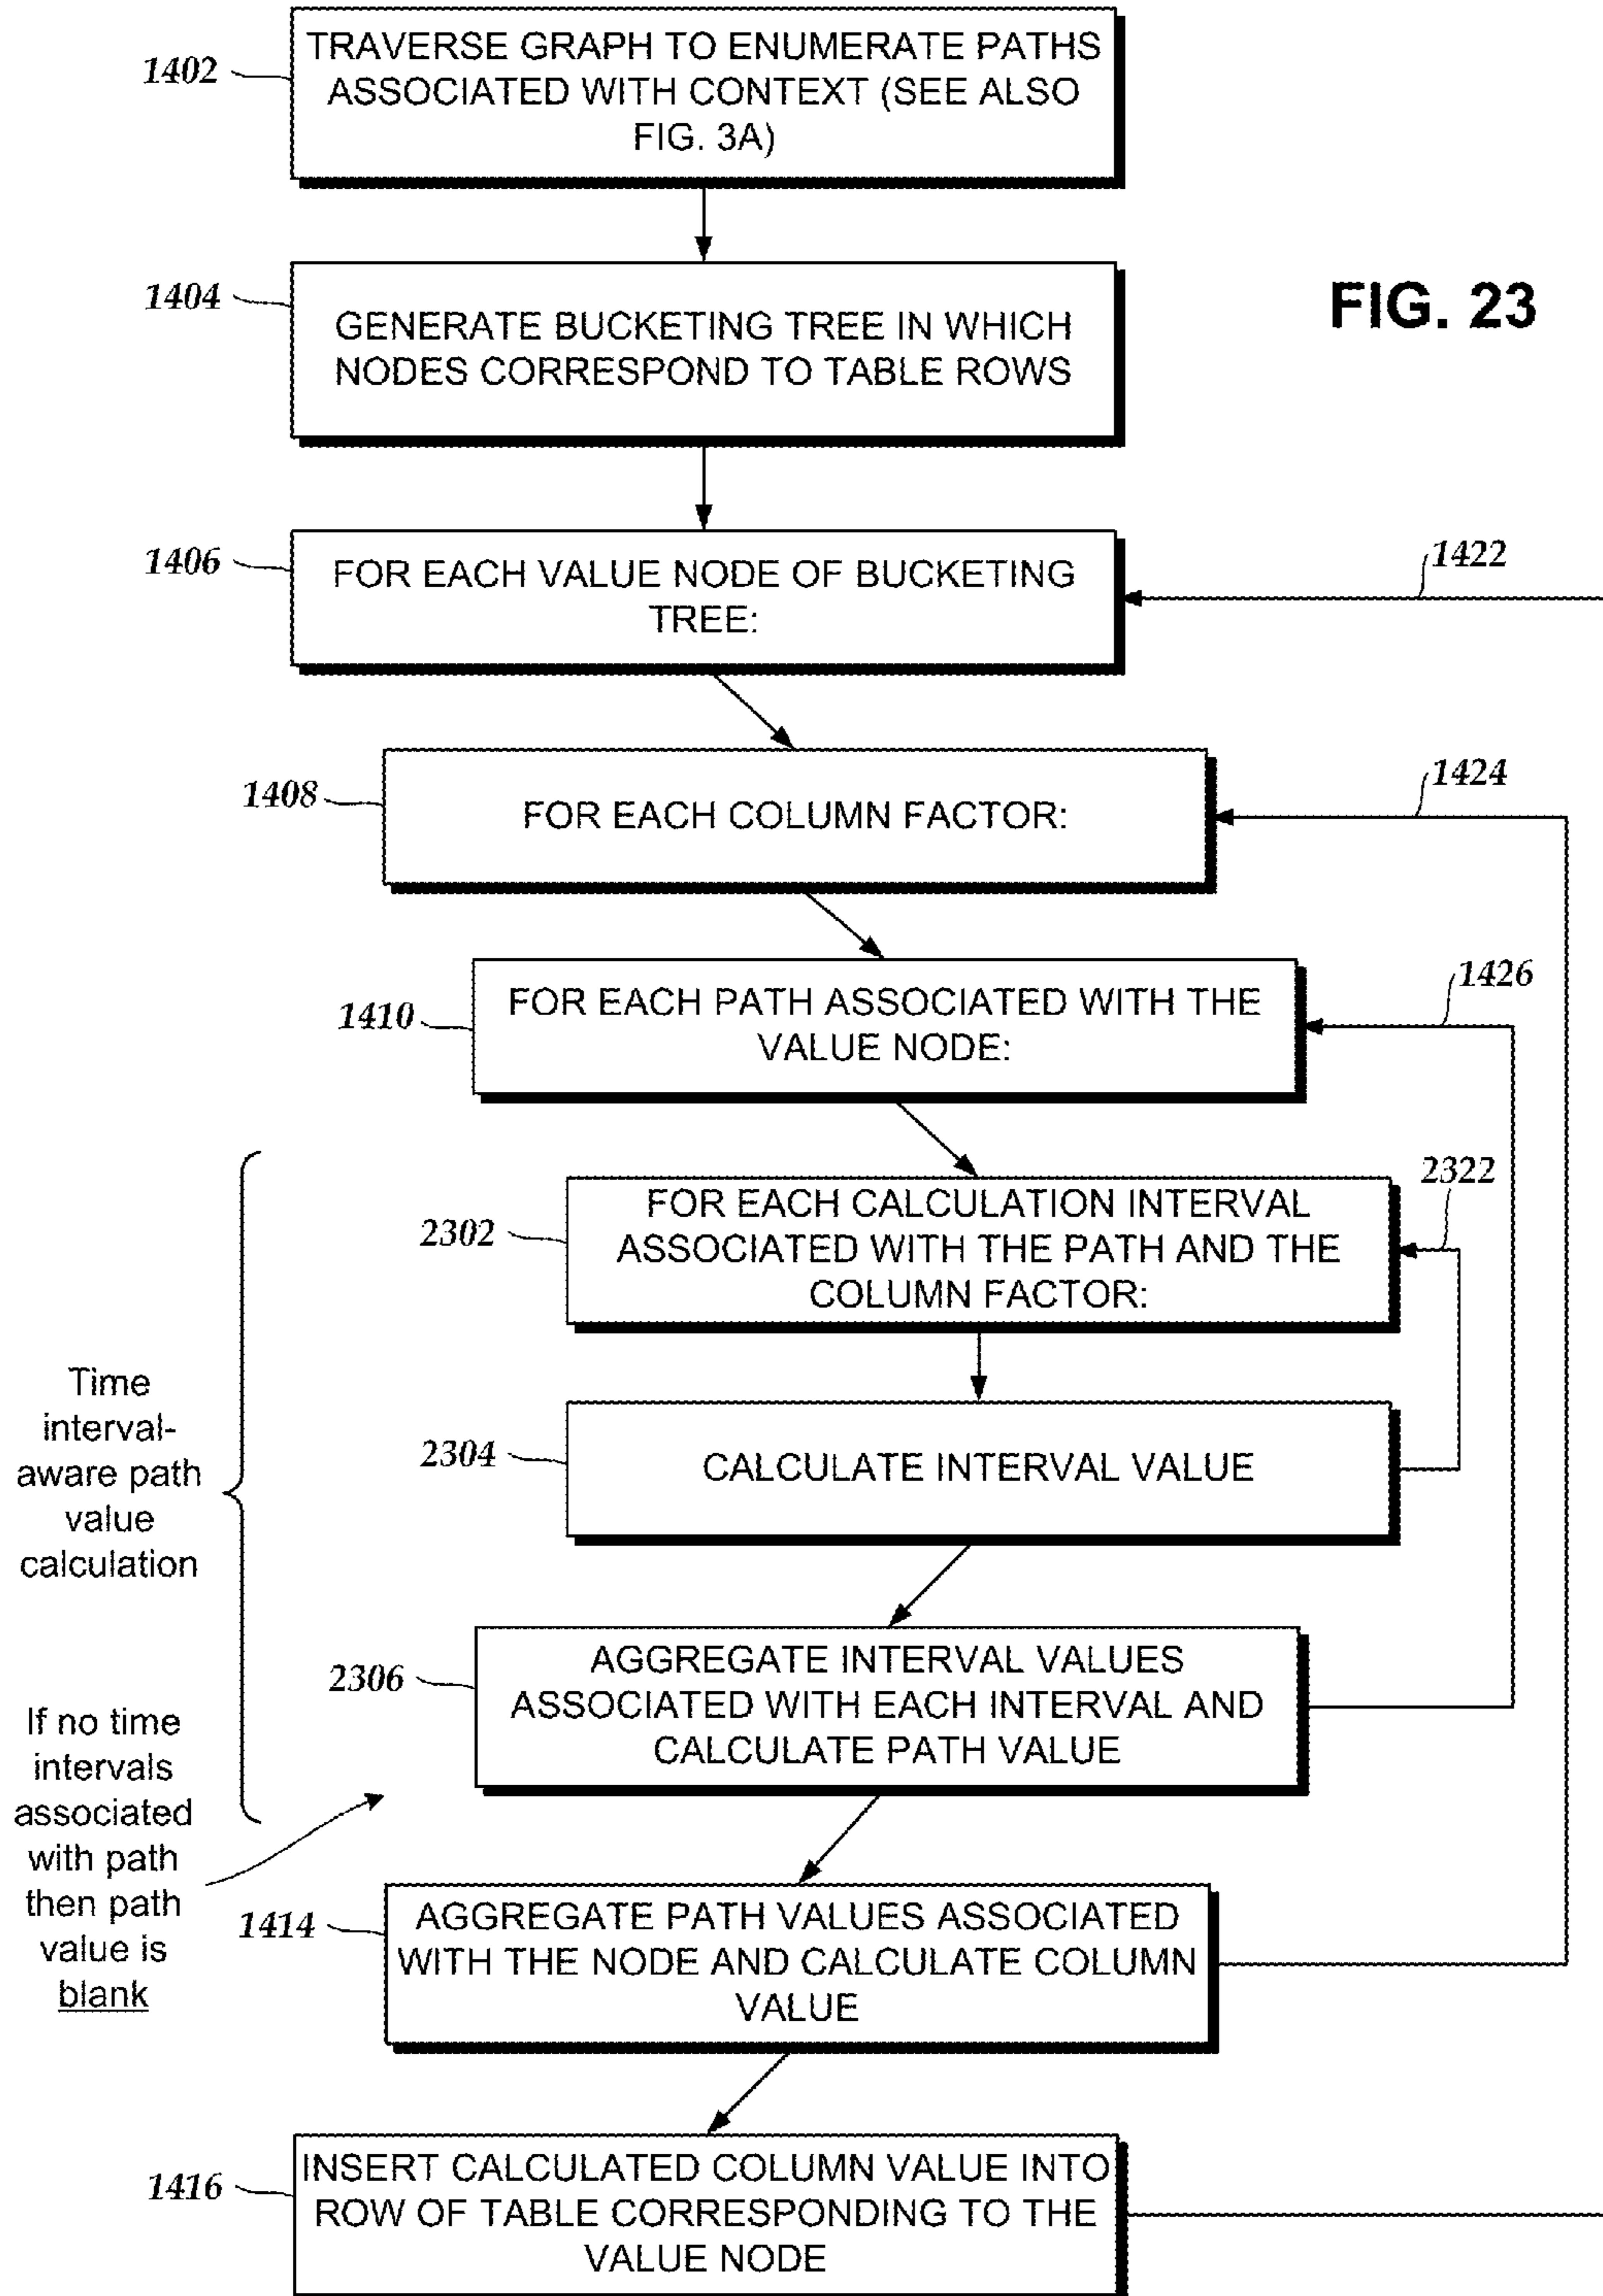 1402
TRAVERSE GRAPH TO ENUMERATE PATHS
ASSOCIATED WITH CONTEXT (SEE ALSO
FIG. 3A)
1404
GENERATE BUCKETING TREE IN WHICH
NODES CORRESPOND TO TABLE ROWS
FIG. 23
1406
FOR EACH VALUE NODE OF BUCKETING
TREE:
1422
1408
FOR EACH COLUMN FACTOR:
1424
1410
FOR EACH PATH ASSOCIATED WITH THE
VALUE NODE:
1426
2302
FOR EACH CALCULATION INTERVAL
ASSOCIATED WITH THE PATH AND THE
COLUMN FACTOR:
2322
2304
CALCULATE INTERVAL VALUE
Time
interval-
aware path
value
calculation
2306
AGGREGATE INTERVAL VALUES
ASSOCIATED WITH EACH INTERVAL AND
CALCULATE PATH VALUE
If no time
intervals
associated
with path
then path
value is
blank
1414
AGGREGATE PATH VALUES ASSOCIATED
WITH THE NODE AND CALCULATE COLUMN
VALUE
1416
INSERT CALCULATED COLUMN VALUE INTO
ROW OF TABLE CORRESPONDING TO THE
VALUE NODE